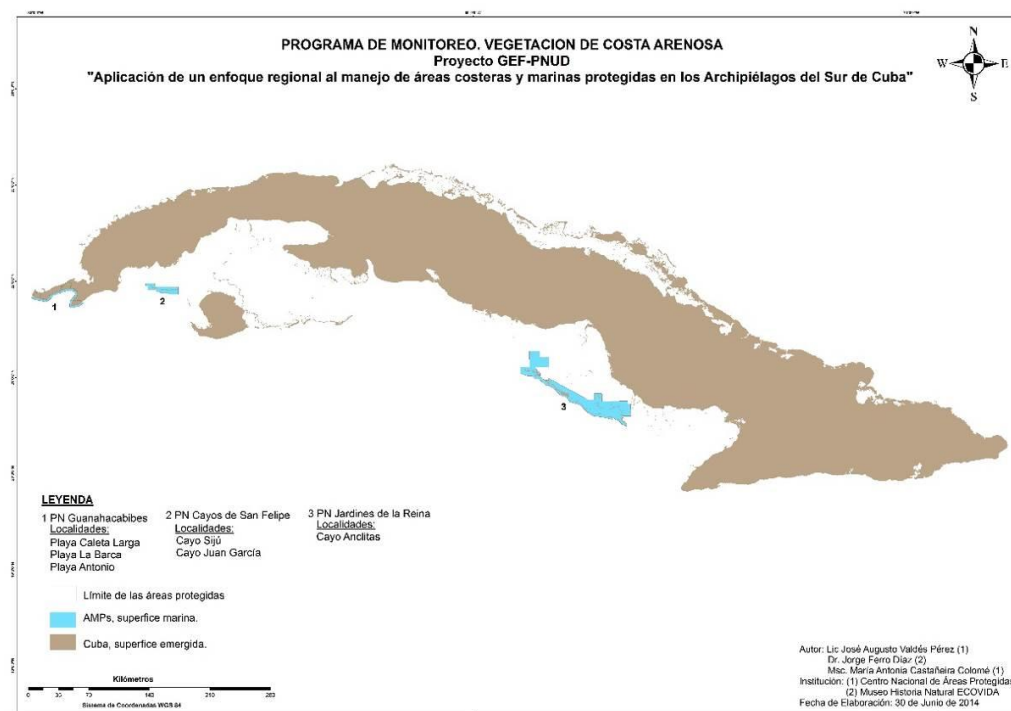 PROGRAMA DE MONITOREO. VEGETACION DE COSTA ARENOSA
Proyecto GEF-PNUD
"Aplicación de un enfoque regional al manejo de áreas costeras y marinas protegidas en los Archipiélagos del Sur de Cuba"
N
W E
S
1
2
3
LEYENDA
1 PN Guanahacabibes
Localidades:
Playa Caleta Larga
Playa La Barca
Playa Antonio
2 PN Cayos de San Felipe
Localidades:
Cayo Sijú
Cayo Juan García
3 PN Jardines de la Reina
Localidades:
Cayo Anclitas
Límite de las áreas protegidas
AMPs, superfice marina.
Cuba, superfice emergida.
Kilómetros
0 35 70 140 210 280
Sistema de Coordenadas WGS 84
Autor: Lic José Augusto Valdés Pérez (1)
Dr. Jorge Ferro Díaz (2)
Msc. María Antonia Castañeira Colomé (1)
Institución: (1) Centro Nacional de Áreas Protegidas
(2) Museo Historia Natural ECOVIDA
Fecha de Elaboración: 30 de Junio de 2014